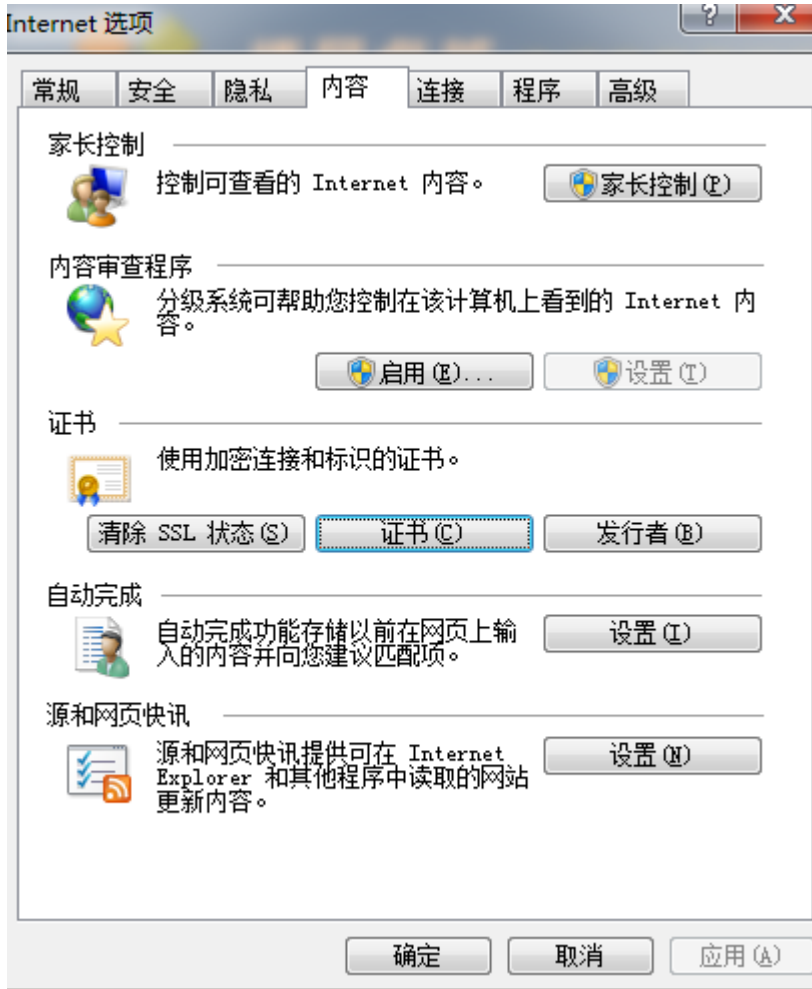 Internet 选项
?
X
常规 安全 隐私 内容 连接 程序 高级
家长控制
控制可查看的 Internet 内容。
家长控制(P)
内容审查程序
分级系统可帮助您控制在该计算机上看到的 Internet 内
容。
启用(E)...
设置(T)
证书
使用加密连接和标识的证书。
清除 SSL 状态(S)
证书(C)
发行者(B)
自动完成
自动完成功能存储以前在网页上输
入的内容并向您建议匹配项。
设置(I)
源和网页快讯
源和网页快讯提供可在 Internet
Explorer 和其他程序中读取的网站
更新内容。
设置(N)
确定
取消
应用(A)